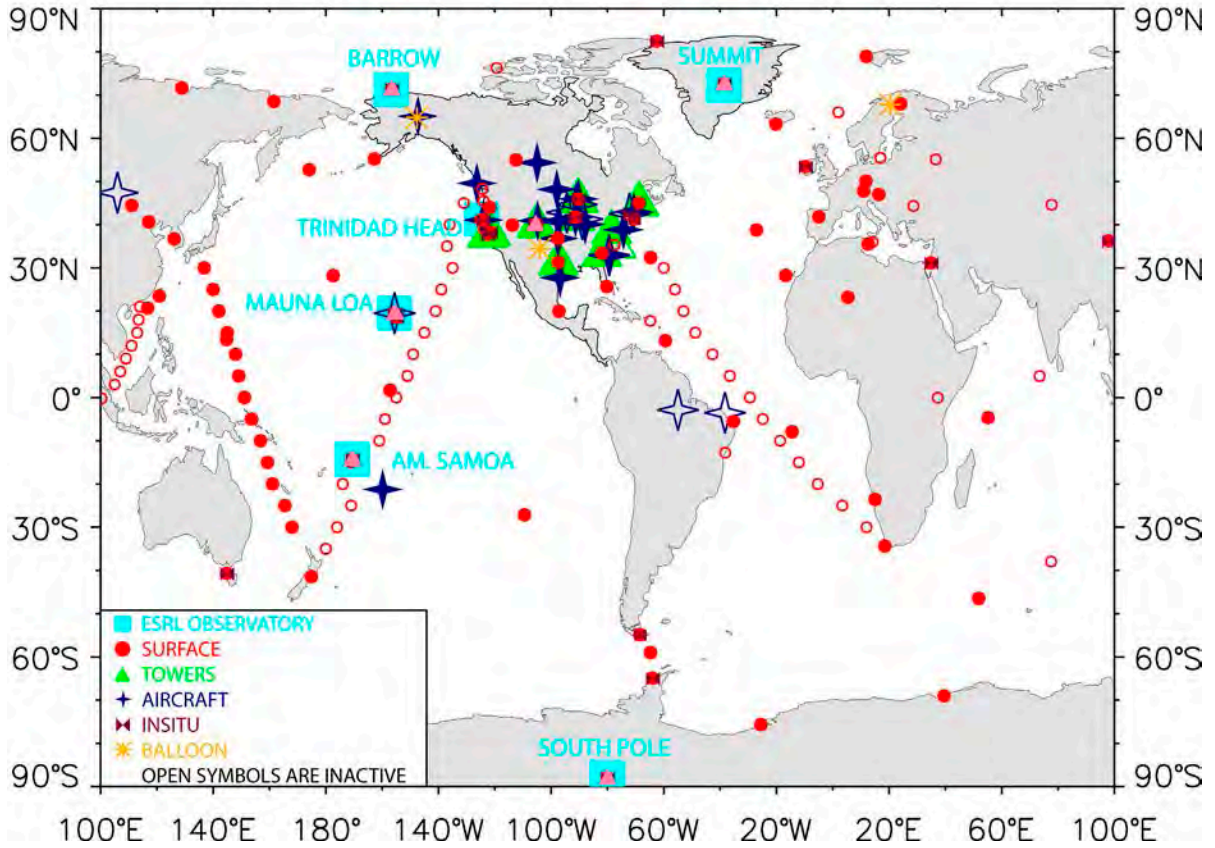 90°N
90°N
BARROW
SUMMIT
60°N
60°N
TRINIDAD HEAD
30°N
30°N
MAUNA LOA
0°
0°
AM. SAMOA
30°S
30°S
ESRL OBSERVATORY
SURFACE
TOWERS
AIRCRAFT
INSITU
BALLOON
OPEN SYMBOLS ARE INACTIVE
60°S
60°S
SOUTH POLE
90°S
90°S
100°E 140°E 180° 140°W 100°W 60°W 20°W 20°E 60°E 100°E